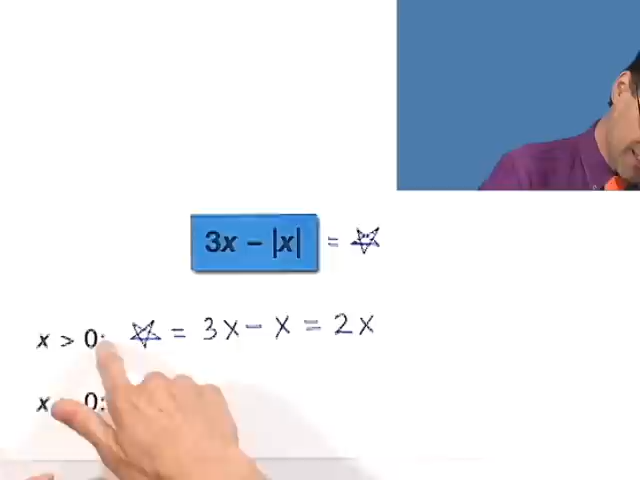 3x − |x| = ☆
x > 0: ☆ = 3x − x = 2x
x 0: